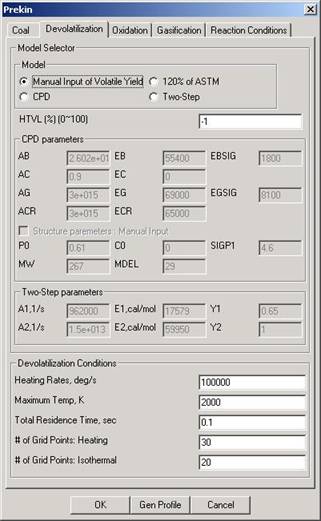 Prekin
Coal Devolatilization Oxidation Gasification Reaction Conditions
Model Selector
Model
Manual Input of Volatile Yield 120% of ASTM
CPD Two-Step
HTVL (%) (0~100) -1
CPD parameters
AB 2.602e+01 EB 55400 EBSIG 1800
AC 0.9 EC 0
AG 3e+015 EG 69000 EGSIG 8100
ACR 3e+015 ECR 65000
Structure paremeters : Manual Input
P0 0.61 C0 0 SIGP1 4.6
MW 267 MDEL 29
Two-Step parameters
A1,1/s 962000 E1,cal/mol 17579 Y1 0.65
A2,1/s 1.5e+013 E2,cal/mol 59950 Y2 1
Devolatilization Conditions
Heating Rates, deg/s 100000
Maximum Temp, K 2000
Total Residence Time, sec 0.1
# of Grid Points: Heating 30
# of Grid Points: Isothermal 20
OK Gen Profile Cancel